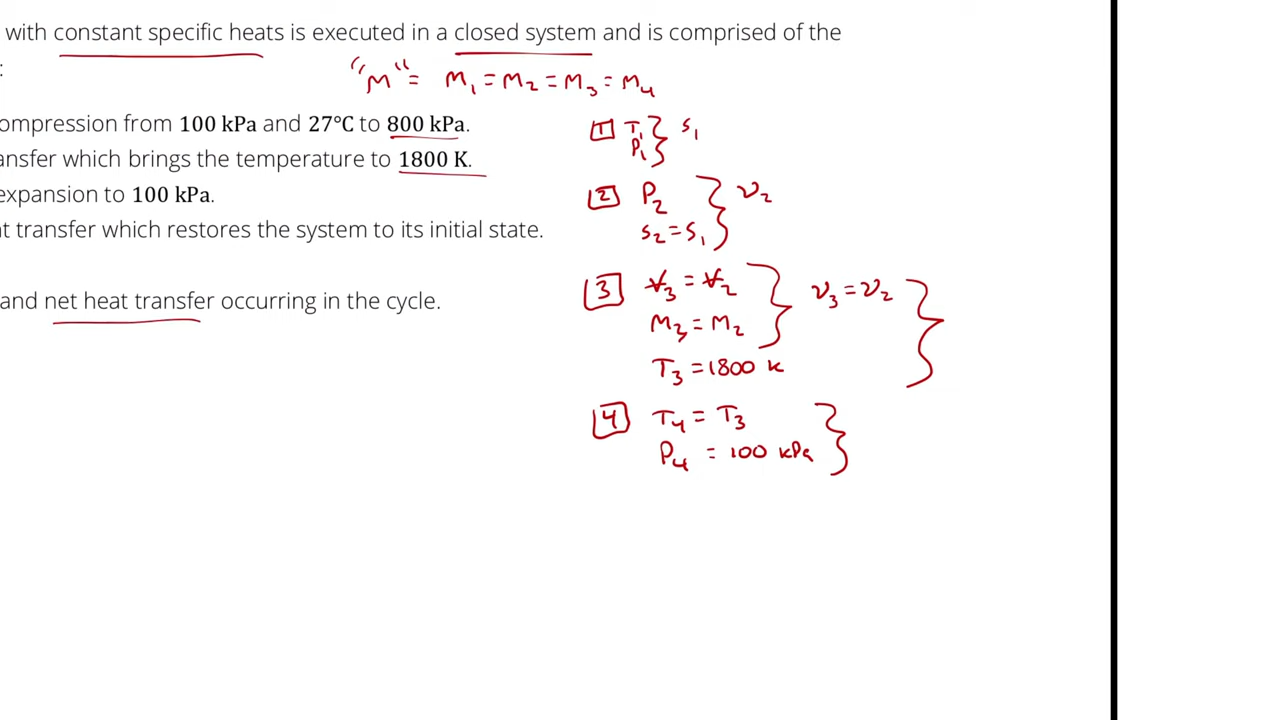 with constant specific heats is executed in a closed system and is comprised of the
:
"M" = M₁ = M₂ = M₃ = M₄
ompression from 100 kPa and 27°C to 800 kPa.
ansfer which brings the temperature to 1800 K.
expansion to 100 kPa.
t transfer which restores the system to its initial state.
and net heat transfer occurring in the cycle.
1 T₁ } s₁
P₁
2 P₂ } v₂
s₂ = s₁
3 V₃ = V₂ } v₃ = v₂ }
M₃ = M₂
T₃ = 1800 K
4 T₄ = T₃ }
P₄ = 100 kPa